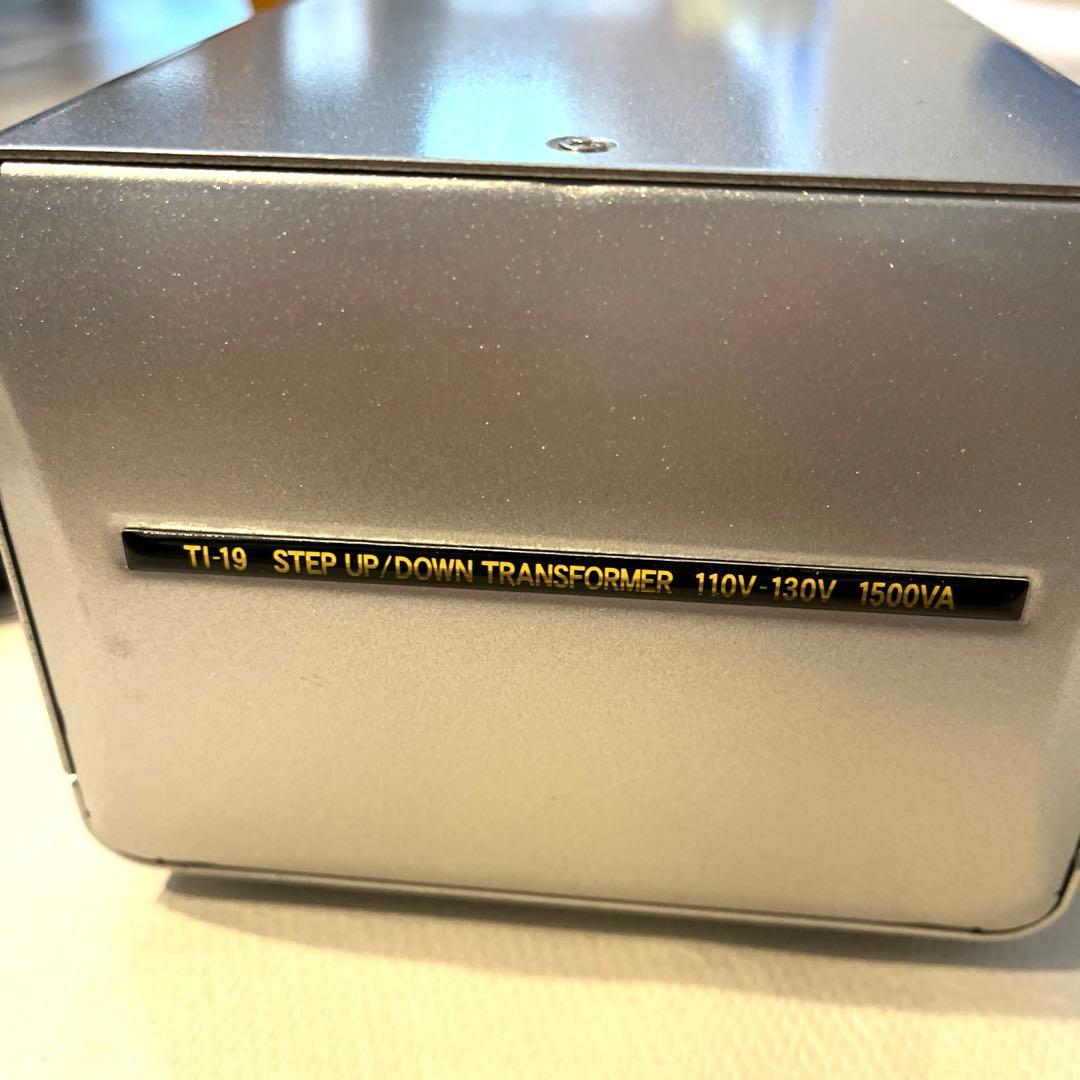 TI-19 STEP UP/DOWN TRANSFORMER 110V-130V 1500VA